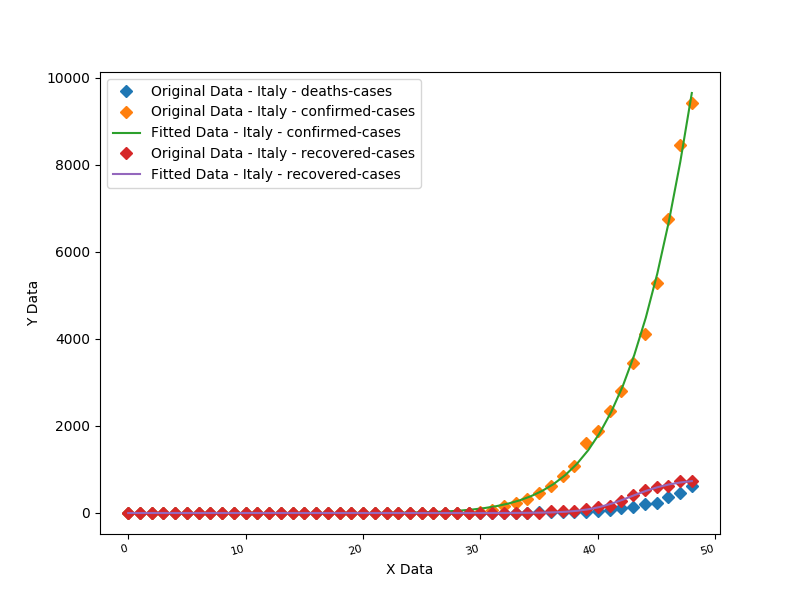 10000
8000
6000
4000
2000
0
Y Data
Original Data - Italy - deaths-cases
Original Data - Italy - confirmed-cases
Fitted Data - Italy - confirmed-cases
Original Data - Italy - recovered-cases
Fitted Data - Italy - recovered-cases
0 10 20 30 40 50
X Data